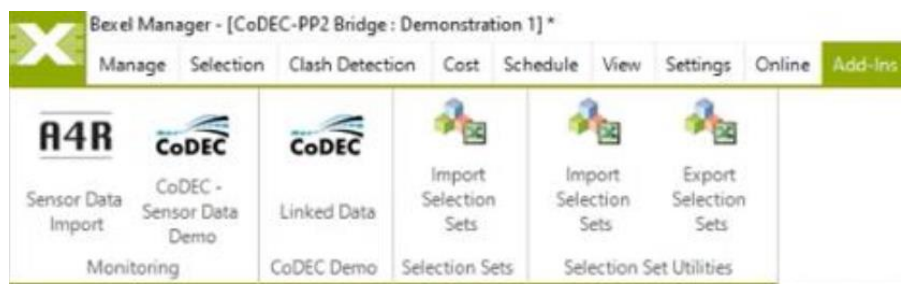 Bexel Manager - [CoDEC-PP2 Bridge : Demonstration 1] *
Manage Selection Clash Detection Cost Schedule View Settings Online Add-Ins
A4R CoDEC CoDEC
Sensor Data Import
CoDEC - Sensor Data Demo
Linked Data
Import Selection Sets
Import Selection Sets
Export Selection Sets
Monitoring CoDEC Demo Selection Sets Selection Set Utilities